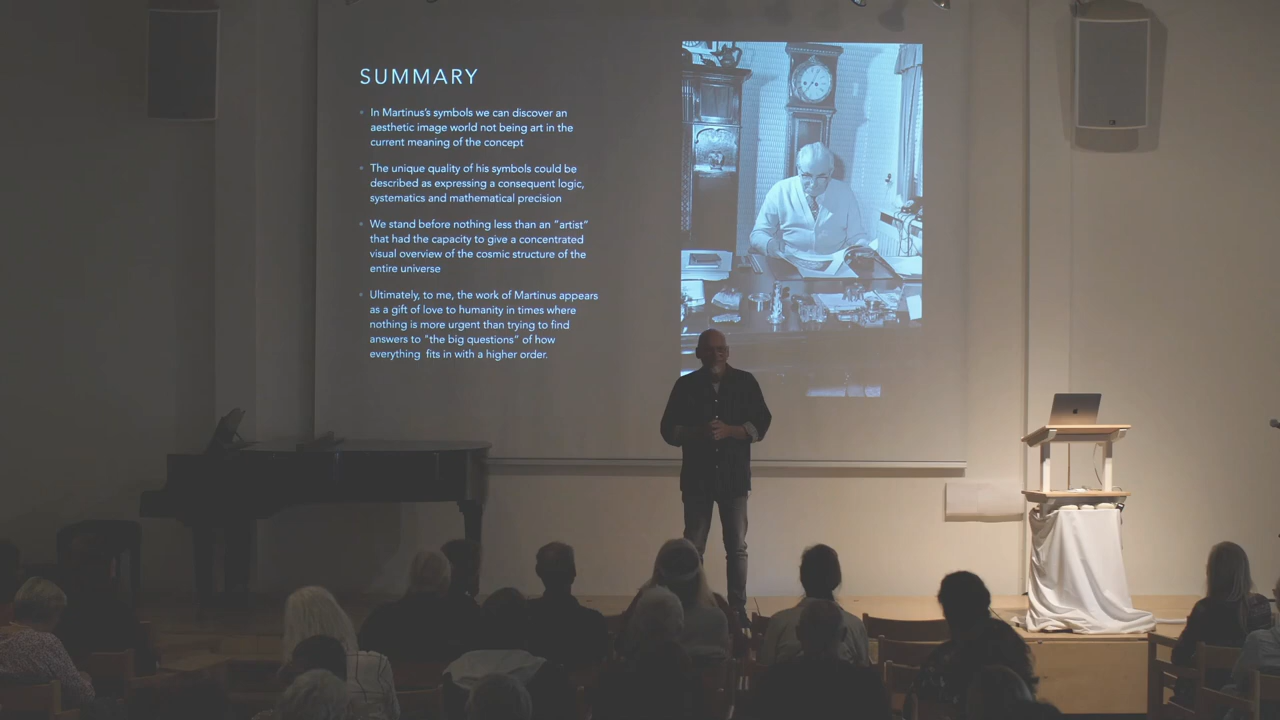 SUMMARY
In Martinus's symbols we can discover an
aesthetic image world not being art in the
current meaning of the concept
The unique quality of his symbols could be
described as expressing a consequent logic,
systematics and mathematical precision
We stand before nothing less than an "artist"
that had the capacity to give a concentrated
visual overview of the cosmic structure of the
entire universe
Ultimately, to me, the work of Martinus appears
as a gift of love to humanity in times where
nothing is more urgent than trying to find
answers to "the big questions" of how
everything fits in with a higher order.